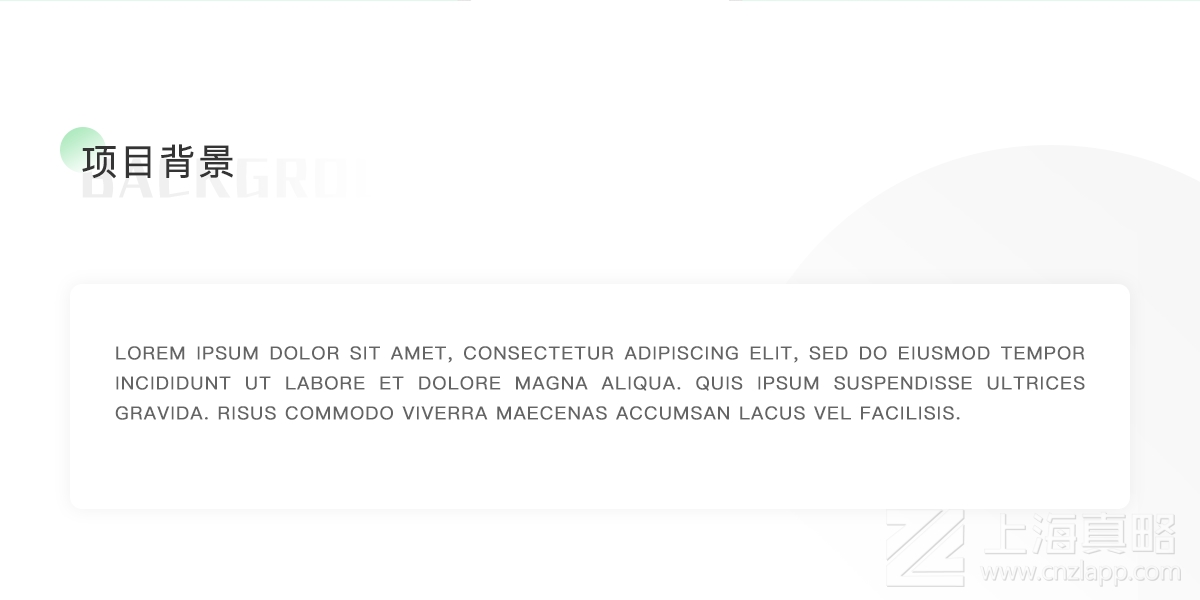 项目背景
BACKGROU
LOREM IPSUM DOLOR SIT AMET, CONSECTETUR ADIPISCING ELIT, SED DO EIUSMOD TEMPOR
INCIDIDUNT UT LABORE ET DOLORE MAGNA ALIQUA. QUIS IPSUM SUSPENDISSE ULTRICES
GRAVIDA. RISUS COMMODO VIVERRA MAECENAS ACCUMSAN LACUS VEL FACILISIS.
上海真略
www.cnzlapp.com